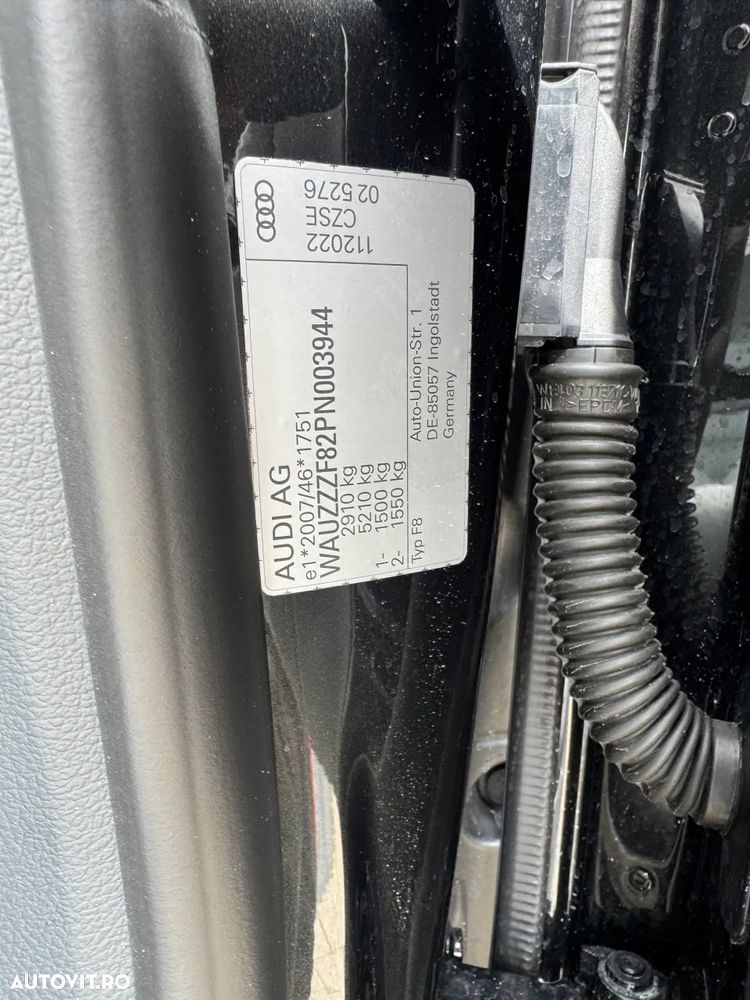 AUDI AG
e1*2007/46*1751
WAUZZZF82PN003944
2910 kg
5210 kg
1- 1500 kg
2- 1550 kg
Typ F8
112022
CZSE
02 5276
Auto-Union-Str. 1
DE-85057 Ingolstadt
Germany
AUTOVIT.RO